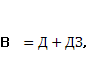 В = Д + ДЗ,